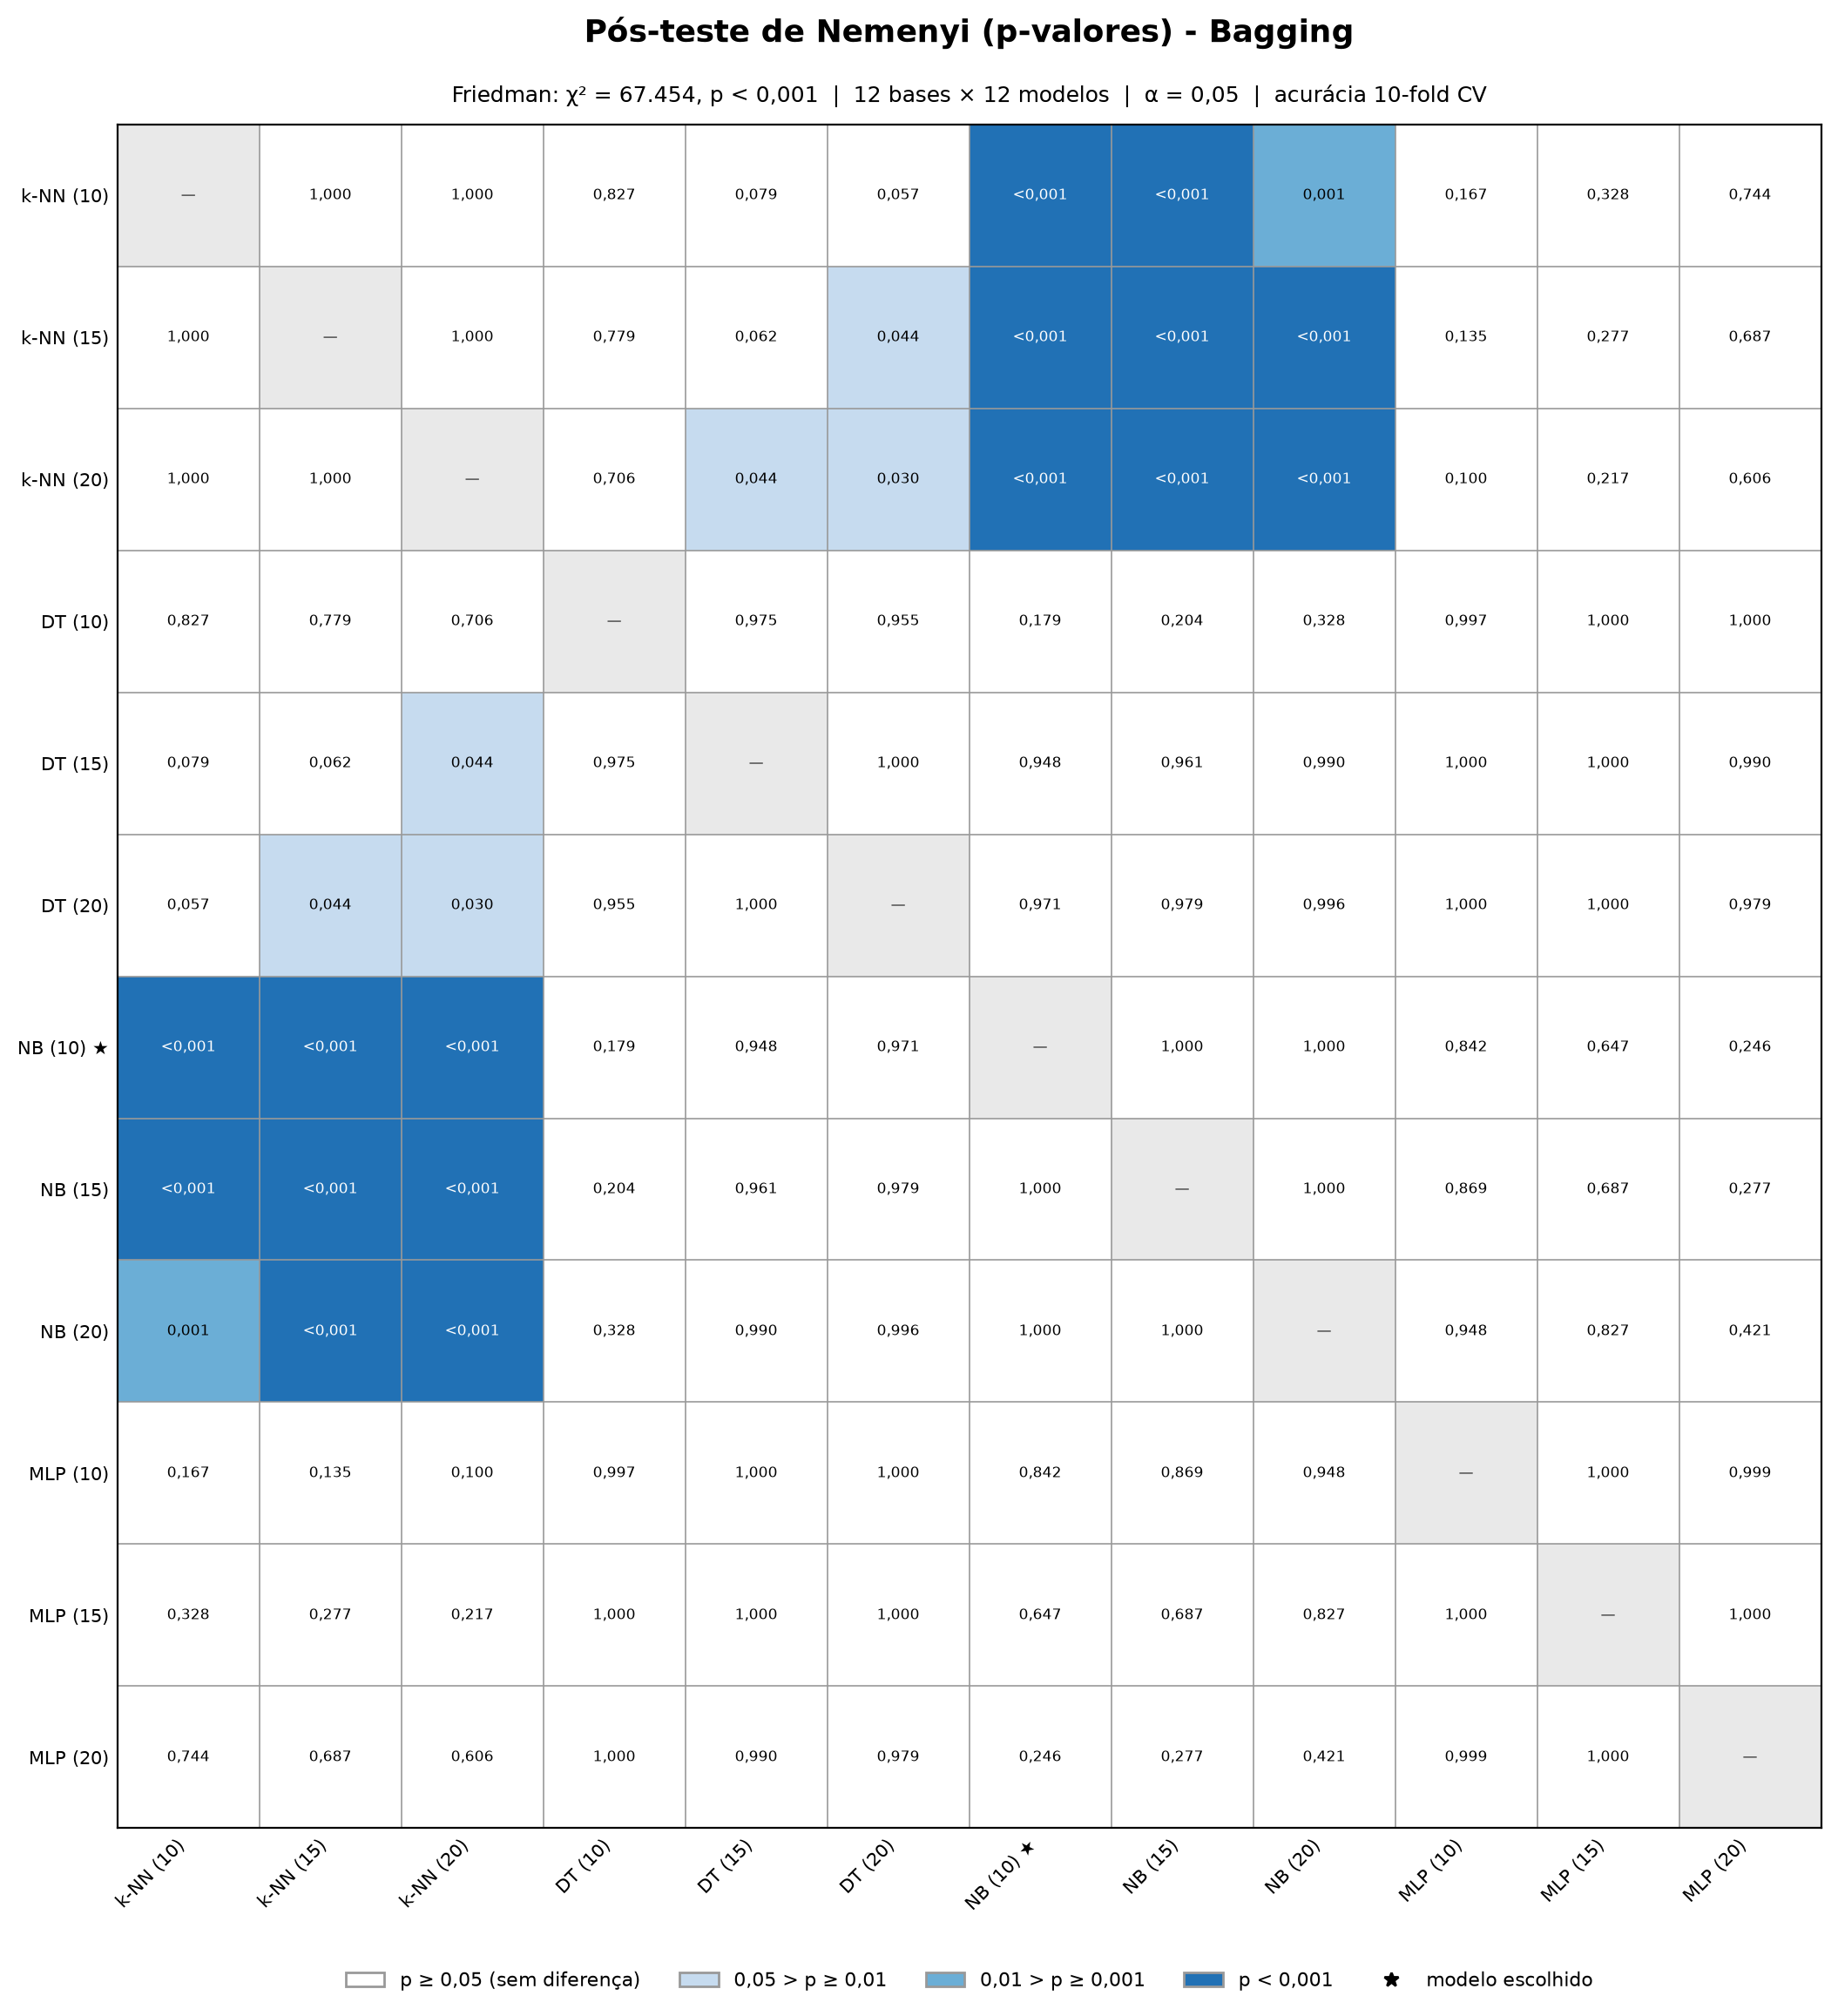 Pós-teste de Nemenyi (p-valores) - Bagging
Friedman: χ² = 67.454, p < 0,001 | 12 bases × 12 modelos | α = 0,05 | acurácia 10-fold CV
k-NN (10) — 1,000 1,000 0,827 0,079 0,057 <0,001 <0,001 0,001 0,167 0,328 0,744
k-NN (15) 1,000 — 1,000 0,779 0,062 0,044 <0,001 <0,001 <0,001 0,135 0,277 0,687
k-NN (20) 1,000 1,000 — 0,706 0,044 0,030 <0,001 <0,001 <0,001 0,100 0,217 0,606
DT (10) 0,827 0,779 0,706 — 0,975 0,955 0,179 0,204 0,328 0,997 1,000 1,000
DT (15) 0,079 0,062 0,044 0,975 — 1,000 0,948 0,961 0,990 1,000 1,000 0,990
DT (20) 0,057 0,044 0,030 0,955 1,000 — 0,971 0,979 0,996 1,000 1,000 0,979
NB (10) ★ <0,001 <0,001 <0,001 0,179 0,948 0,971 — 1,000 1,000 0,842 0,647 0,246
NB (15) <0,001 <0,001 <0,001 0,204 0,961 0,979 1,000 — 1,000 0,869 0,687 0,277
NB (20) 0,001 <0,001 <0,001 0,328 0,990 0,996 1,000 1,000 — 0,948 0,827 0,421
MLP (10) 0,167 0,135 0,100 0,997 1,000 1,000 0,842 0,869 0,948 — 1,000 0,999
MLP (15) 0,328 0,277 0,217 1,000 1,000 1,000 0,647 0,687 0,827 1,000 — 1,000
MLP (20) 0,744 0,687 0,606 1,000 0,990 0,979 0,246 0,277 0,421 0,999 1,000 —
k-NN (10) k-NN (15) k-NN (20) DT (10) DT (15) DT (20) NB (10) ★ NB (15) NB (20) MLP (10) MLP (15) MLP (20)
p ≥ 0,05 (sem diferença) 0,05 > p ≥ 0,01 0,01 > p ≥ 0,001 p < 0,001 ★ modelo escolhido